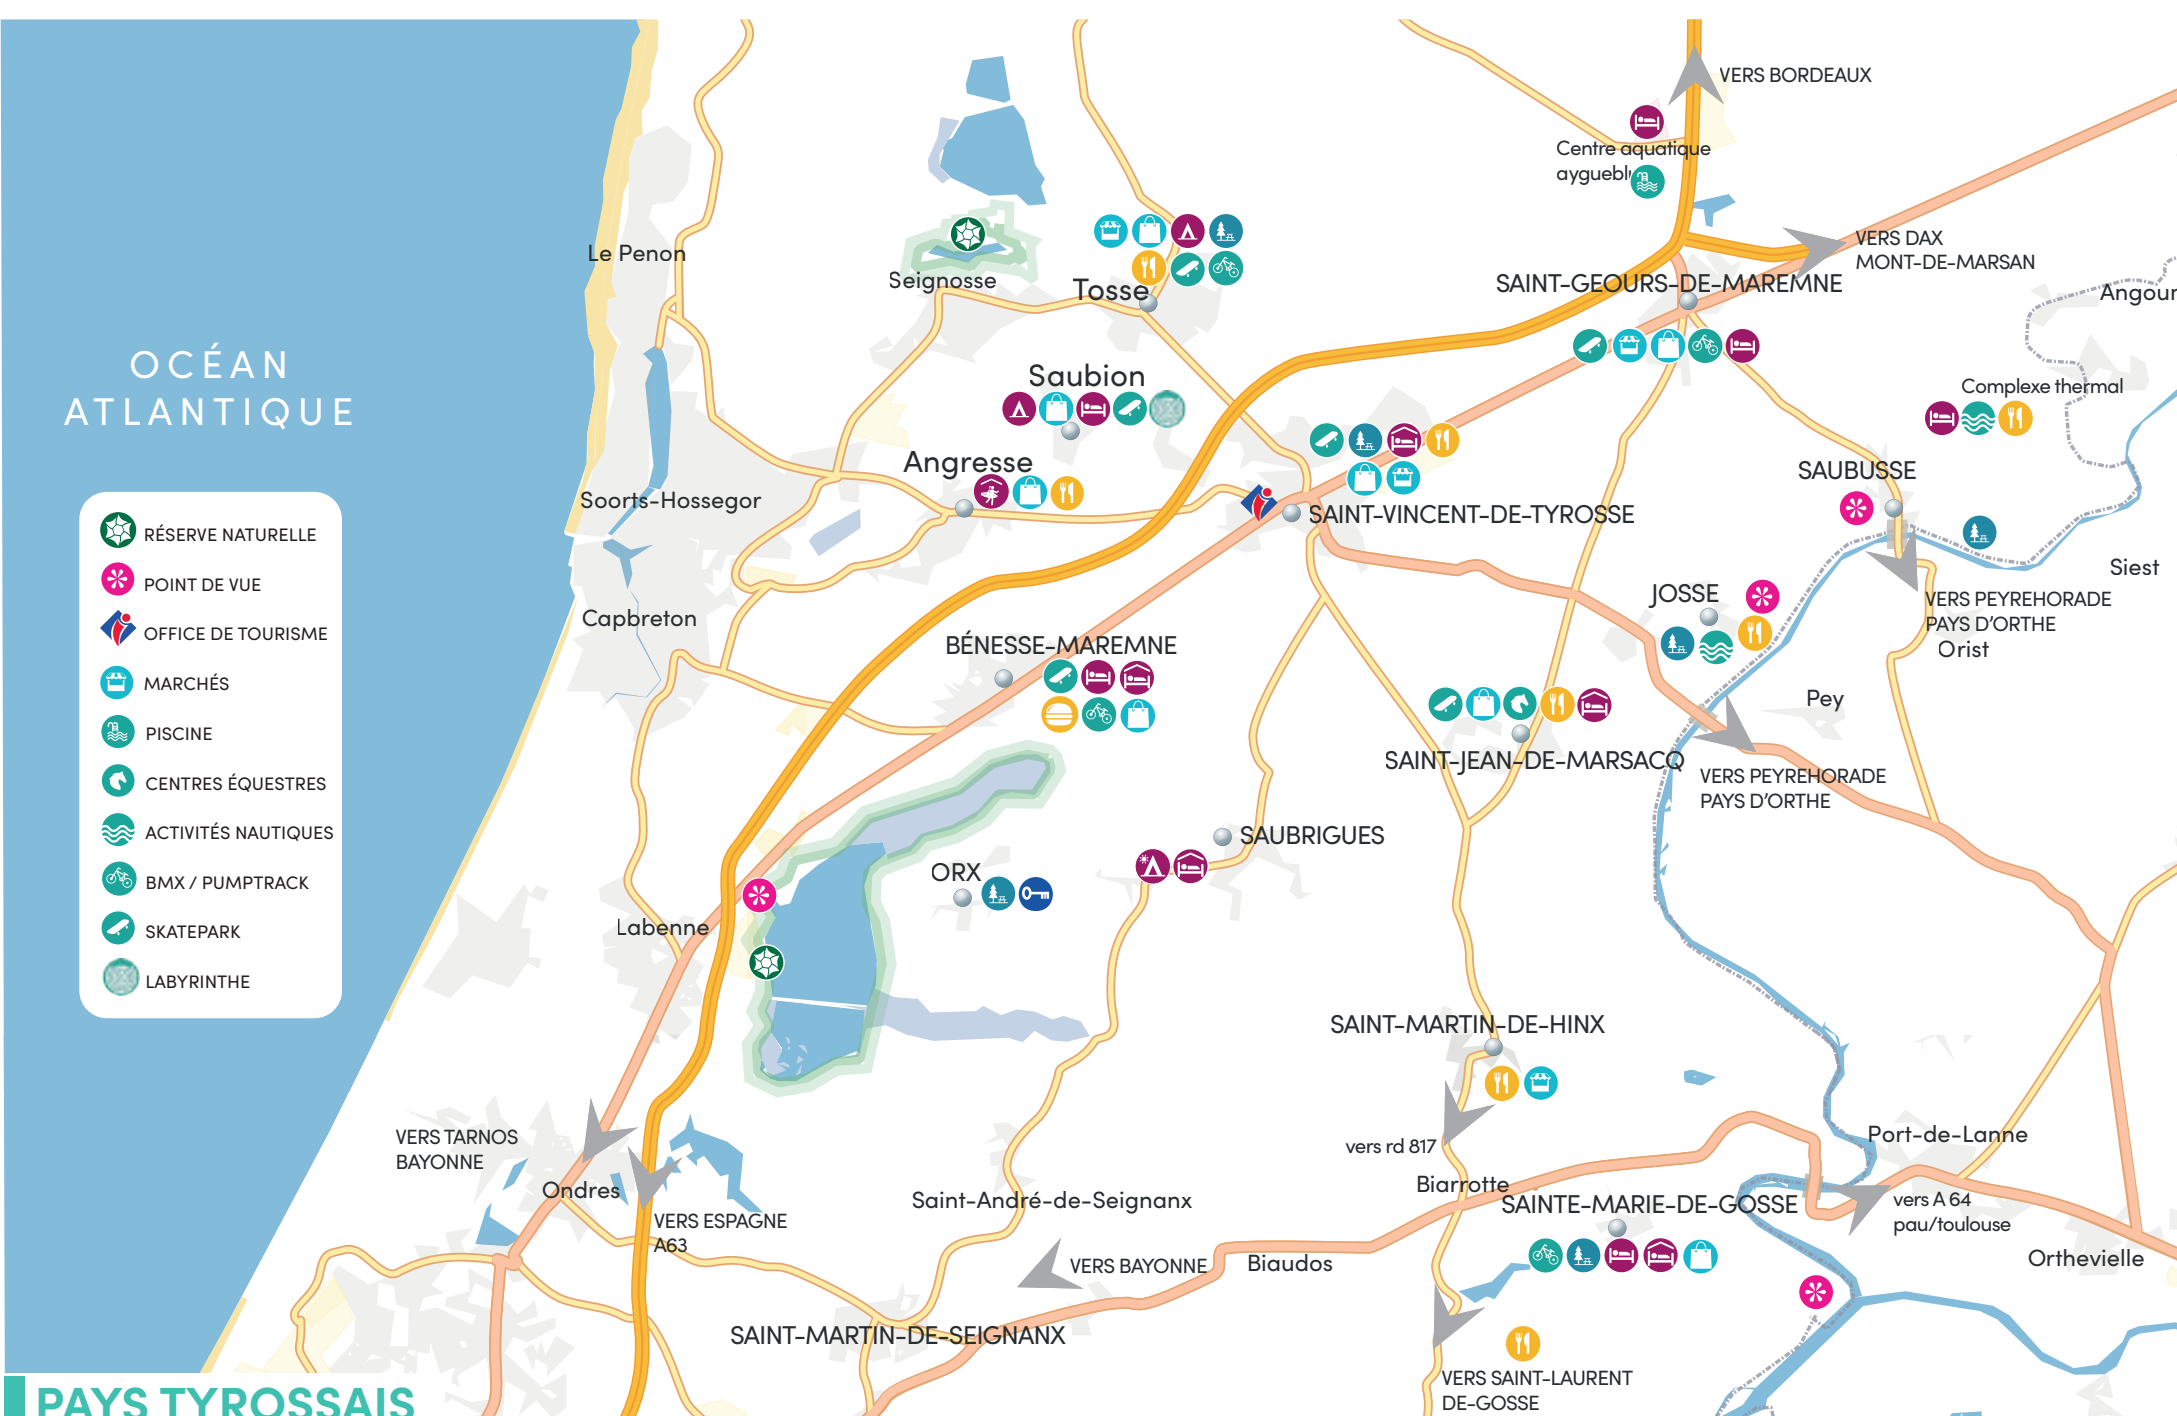 VERS BORDEAUX
Centre aquatique
ayguebl
Le Penon
Seignosse
Tosse
VERS DAX
MONT-DE-MARSAN
SAINT-GEOURS-DE-MAREMNE
Angour
OCÉAN
ATLANTIQUE
Saubion
Complexe thermal
Angresse
SAUBUSSE
Soorts-Hossegor
SAINT-VINCENT-DE-TYROSSE
RÉSERVE NATURELLE
POINT DE VUE
OFFICE DE TOURISME
MARCHÉS
PISCINE
CENTRES ÉQUESTRES
ACTIVITÉS NAUTIQUES
BMX / PUMPTRACK
SKATEPARK
LABYRINTHE
Siest
Capbreton
JOSSE
VERS PEYREHORADE
PAYS D'ORTHE
Orist
BÉNESSE-MAREMNE
Pey
SAINT-JEAN-DE-MARSACQ
VERS PEYREHORADE
PAYS D'ORTHE
SAUBRIGUES
ORX
Labenne
SAINT-MARTIN-DE-HINX
VERS TARNOS
BAYONNE
vers rd 817
Port-de-Lanne
Ondres
Saint-André-de-Seignanx
Biarrotte
SAINTE-MARIE-DE-GOSSE
vers A 64
pau/toulouse
VERS ESPAGNE
A63
VERS BAYONNE
Biaudos
Orthevielle
SAINT-MARTIN-DE-SEIGNANX
VERS SAINT-LAURENT
DE-GOSSE
PAYS TYROSSAIS